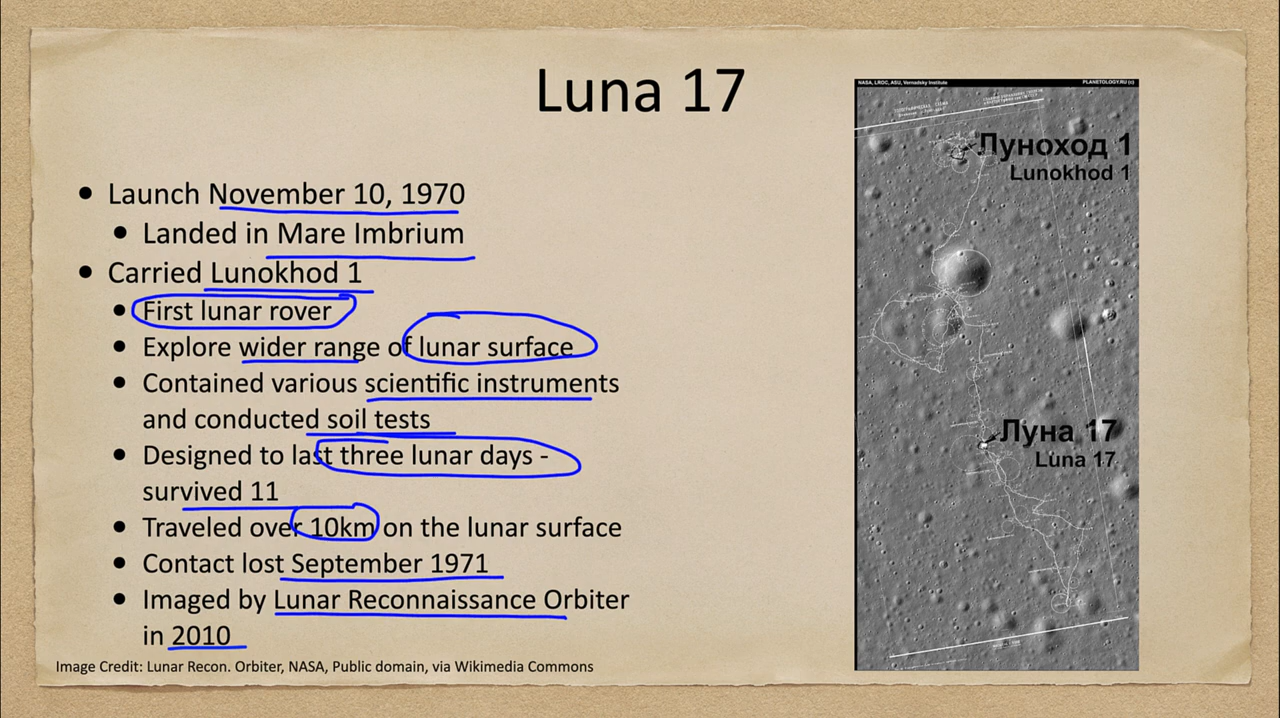 Luna 17
Launch November 10, 1970
Landed in Mare Imbrium
Carried Lunokhod 1
First lunar rover
Explore wider range of lunar surface
Contained various scientific instruments
and conducted soil tests
Designed to last three lunar days -
survived 11
Traveled over 10km on the lunar surface
Contact lost September 1971
Imaged by Lunar Reconnaissance Orbiter
in 2010
Image Credit: Lunar Recon. Orbiter, NASA, Public domain, via Wikimedia Commons
NASA, LROC, ASU, Vernadsky Institute
PLANETOLOGY.RU (c)
Луноход 1
Lunokhod 1
Луна 17
Luna 17